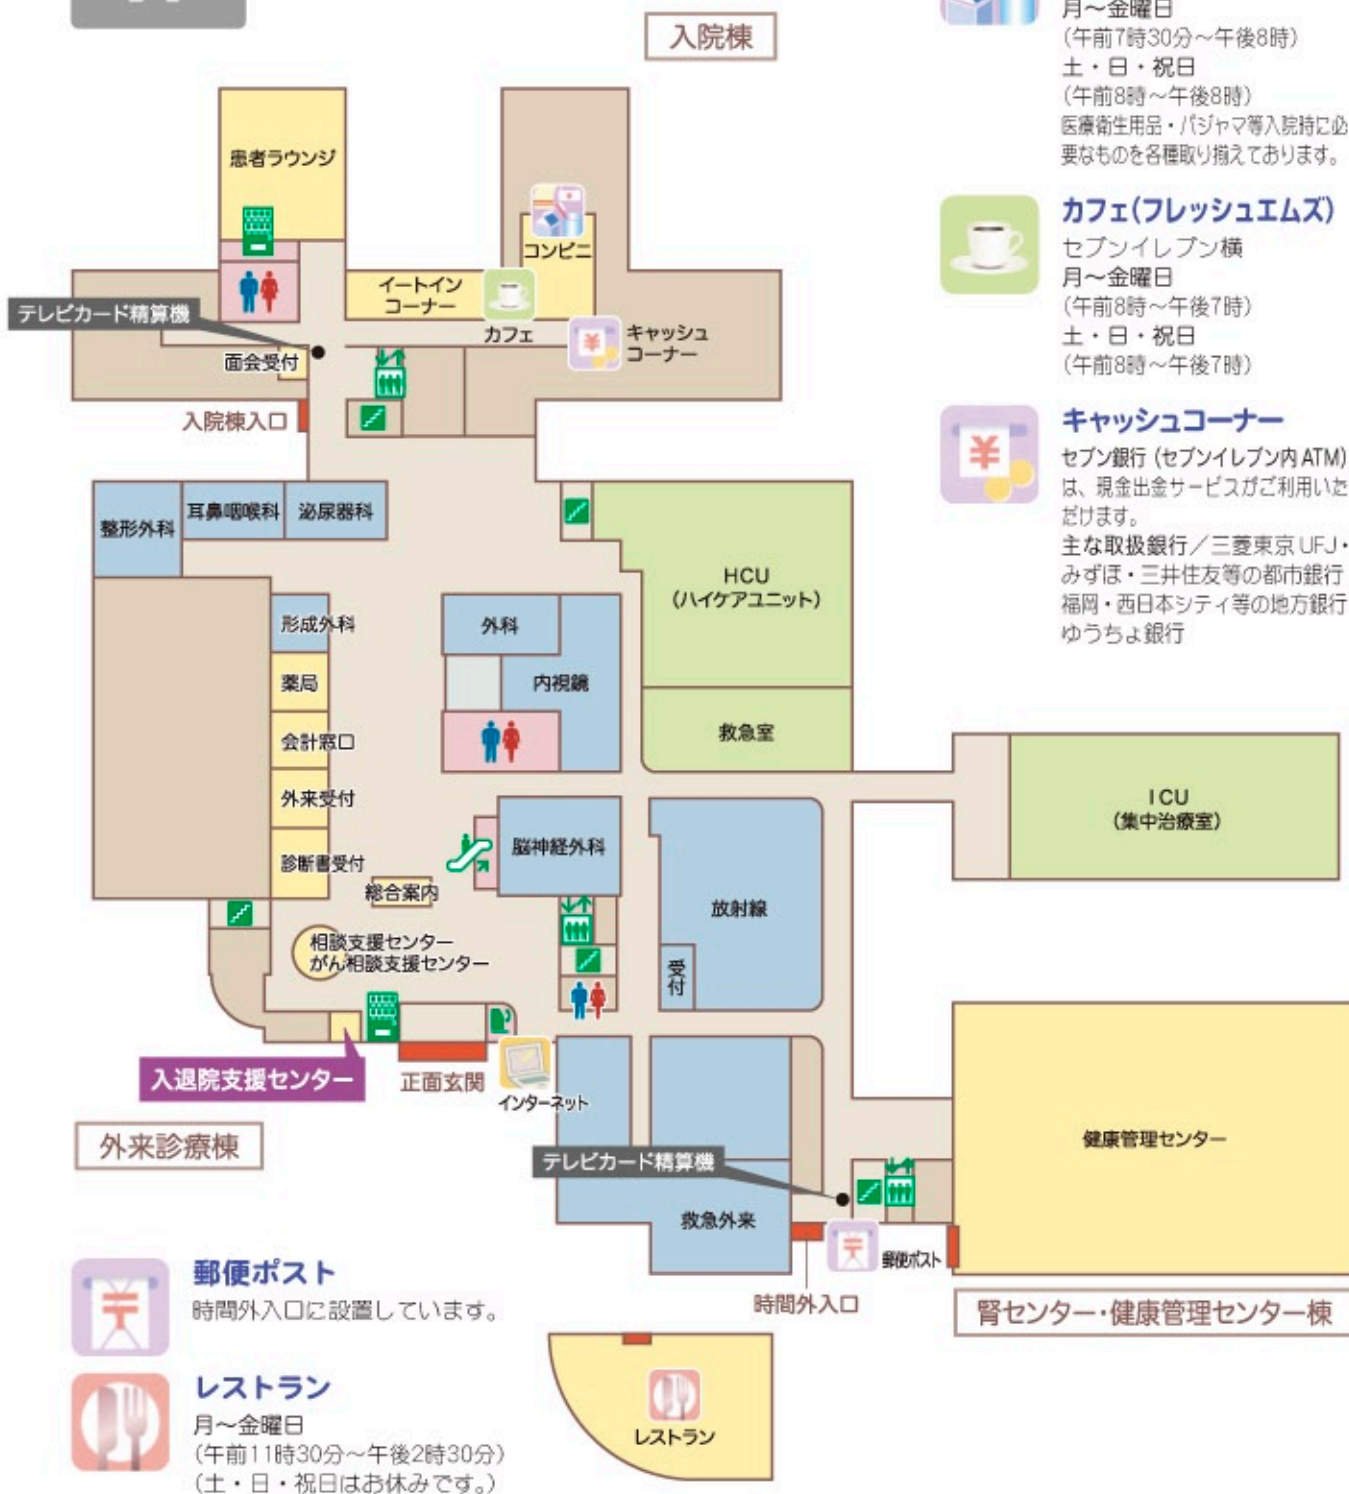 入院棟
月～金曜日
(午前7時30分～午後8時)
土・日・祝日
(午前8時～午後8時)
医療衛生用品・パジャマ等入院時に必
要なものを各種取り揃えております。
カフェ(フレッシュエムズ)
セブンイレブン横
月～金曜日
(午前8時～午後7時)
土・日・祝日
(午前8時～午後7時)
キャッシュコーナー
セブン銀行(セブンイレブン内ATM)
は、現金出金サービスがご利用いた
だけます。
主な取扱銀行／三菱東京UFJ・
みずほ・三井住友等の都市銀行
福岡・西日本シティ等の地方銀行
ゆうちょ銀行
患者ラウンジ
コンビニ
イートイン
コーナー
カフェ
キャッシュ
コーナー
テレビカード精算機
面会受付
入院棟入口
整形外科
耳鼻咽喉科
泌尿器科
HCU
(ハイケアユニット)
形成外科
外科
薬局
内視鏡
会計窓口
救急室
外来受付
ICU
(集中治療室)
診断書受付
脳神経外科
総合案内
放射線
相談支援センター
がん相談支援センター
受付
入退院支援センター
正面玄関
インターネット
外来診療棟
テレビカード精算機
健康管理センター
救急外来
郵便ポスト
時間外入口
腎センター・健康管理センター棟
郵便ポスト
時間外入口に設置しています。
レストラン
月～金曜日
(午前11時30分～午後2時30分)
(土・日・祝日はお休みです。)
レストラン